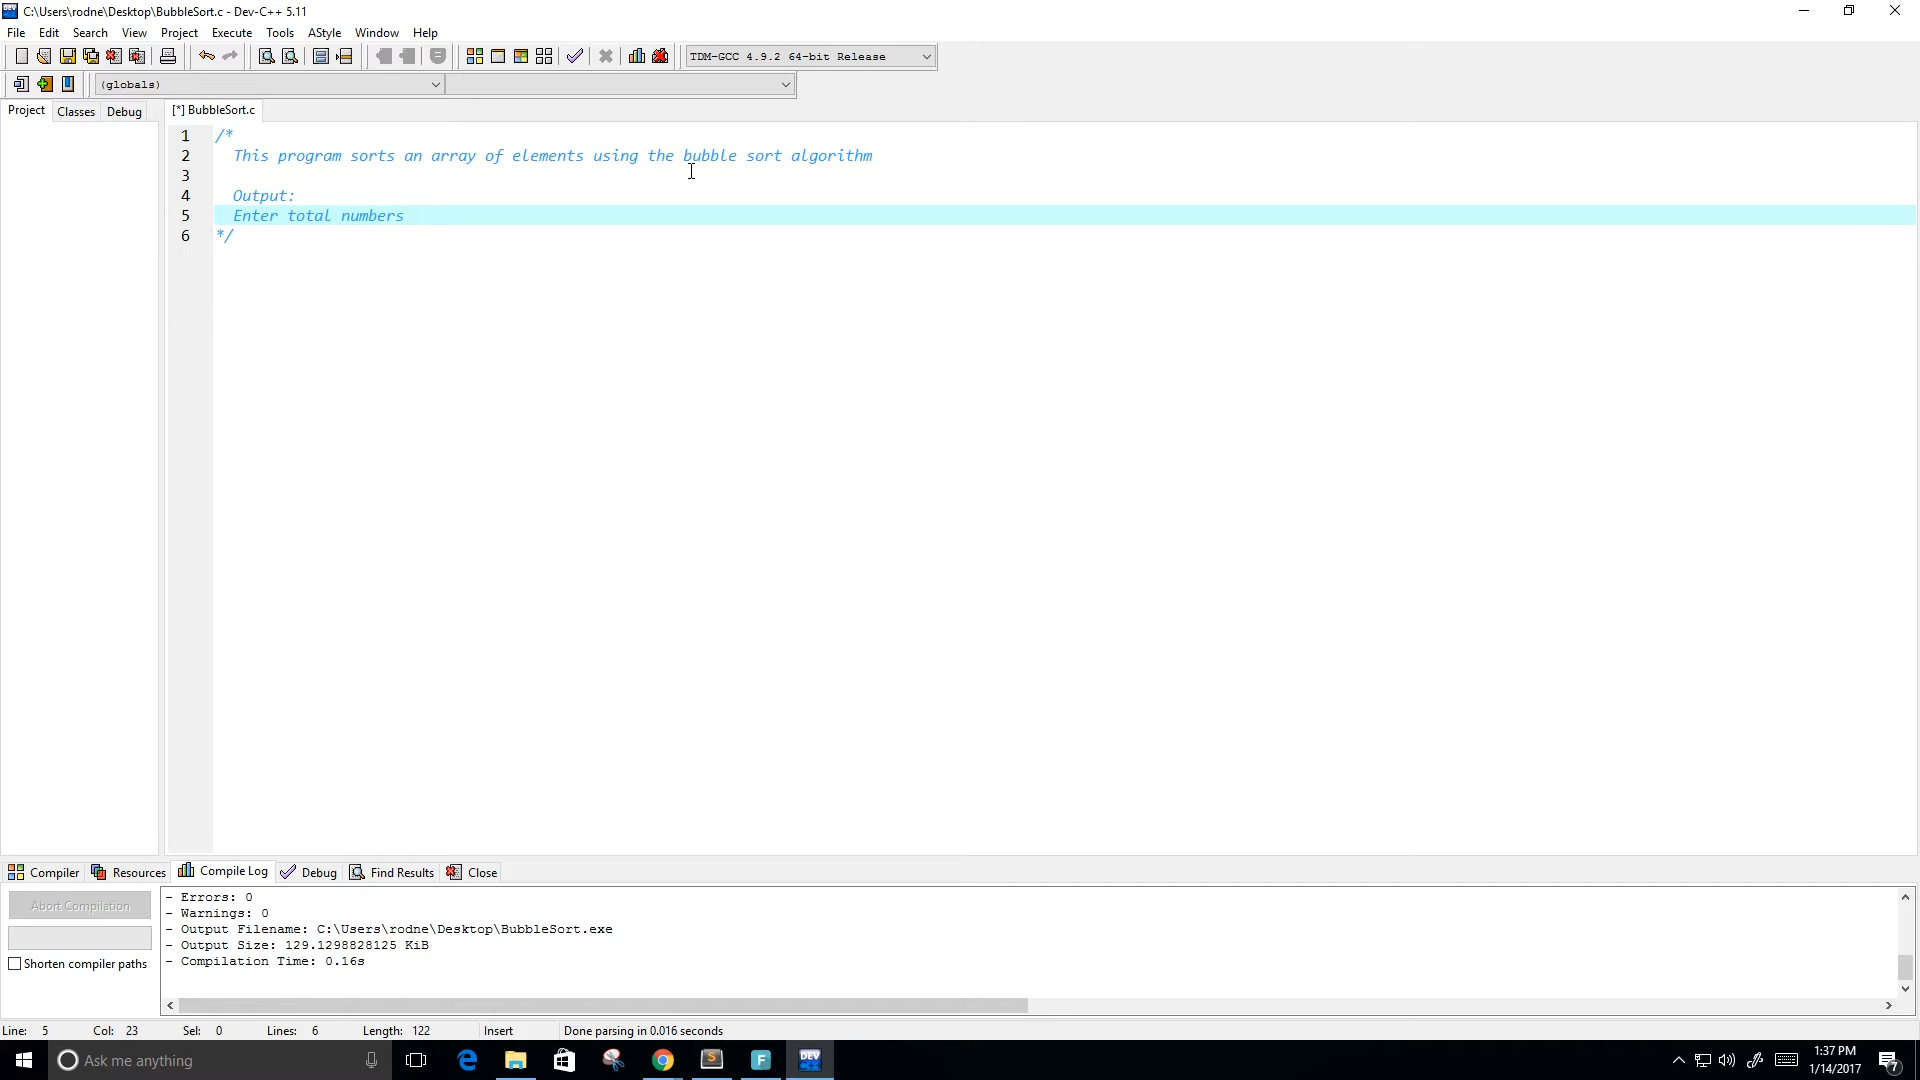 C:\Users\rodne\Desktop\BubbleSort.c - Dev-C++ 5.11
File Edit Search View Project Execute Tools AStyle Window Help
TDM-GCC 4.9.2 64-bit Release
(globals)
Project Classes Debug [*] BubbleSort.c
1 /*
2 This program sorts an array of elements using the bubble sort algorithm
3
4 Output:
5 Enter total numbers
6 */
Compiler Resources Compile Log Debug Find Results Close
Abort Compilation
Shorten compiler paths
- Errors: 0
- Warnings: 0
- Output Filename: C:\Users\rodne\Desktop\BubbleSort.exe
- Output Size: 129.1298828125 KiB
- Compilation Time: 0.16s
Line: 5 Col: 23 Sel: 0 Lines: 6 Length: 122 Insert Done parsing in 0.016 seconds
Ask me anything
S
F
DEV
1:37 PM
1/14/2017
7